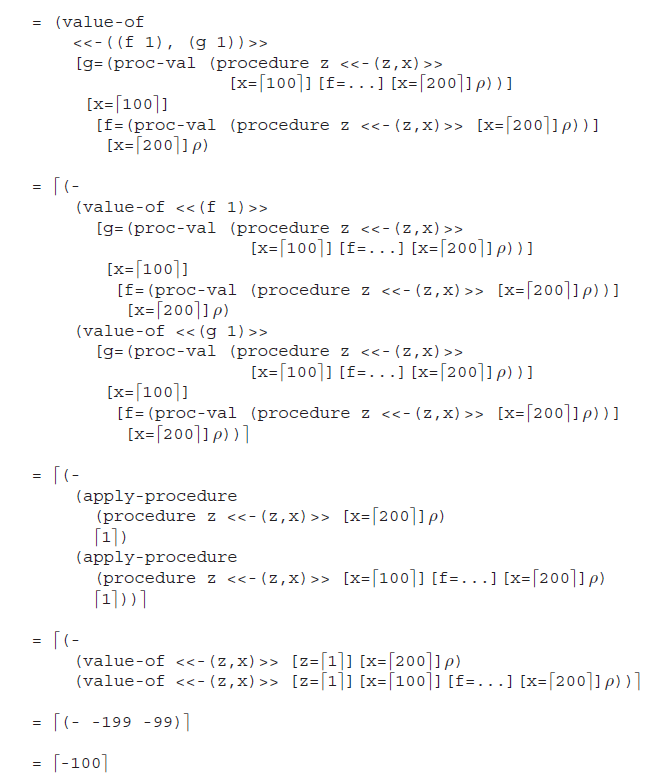 = (value-of
<<-((f 1), (g 1))>>
[g=(proc-val (procedure z <<-(z,x)>>
[x=⌈100⌉][f=...][x=⌈200⌉]ρ))]
[x=⌈100⌉]
[f=(proc-val (procedure z <<-(z,x)>> [x=⌈200⌉]ρ))]
[x=⌈200⌉]ρ)
= ⌈(-
(value-of <<(f 1)>>
[g=(proc-val (procedure z <<-(z,x)>>
[x=⌈100⌉][f=...][x=⌈200⌉]ρ))]
[x=⌈100⌉]
[f=(proc-val (procedure z <<-(z,x)>> [x=⌈200⌉]ρ))]
[x=⌈200⌉]ρ)
(value-of <<(g 1)>>
[g=(proc-val (procedure z <<-(z,x)>>
[x=⌈100⌉][f=...][x=⌈200⌉]ρ))]
[x=⌈100⌉]
[f=(proc-val (procedure z <<-(z,x)>> [x=⌈200⌉]ρ))]
[x=⌈200⌉]ρ))⌉
= ⌈(-
(apply-procedure
(procedure z <<-(z,x)>> [x=⌈200⌉]ρ)
⌈1⌉)
(apply-procedure
(procedure z <<-(z,x)>> [x=⌈100⌉][f=...][x=⌈200⌉]ρ)
⌈1⌉))⌉
= ⌈(-
(value-of <<-(z,x)>> [z=⌈1⌉][x=⌈200⌉]ρ)
(value-of <<-(z,x)>> [z=⌈1⌉][x=⌈100⌉][f=...][x=⌈200⌉]ρ))⌉
= ⌈(- -199 -99)⌉
= ⌈-100⌉